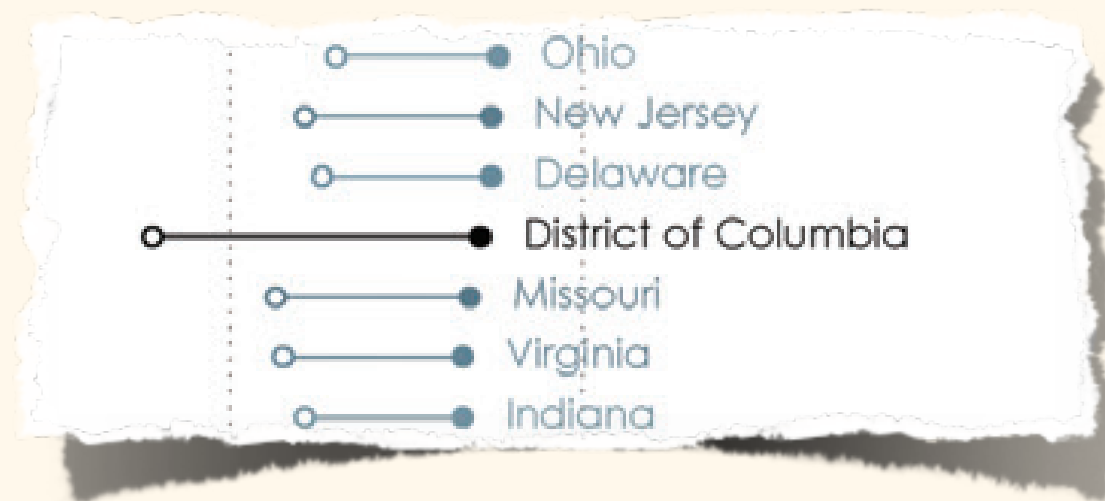 Ohio
New Jersey
Delaware
District of Columbia
Missouri
Virginia
Indiana